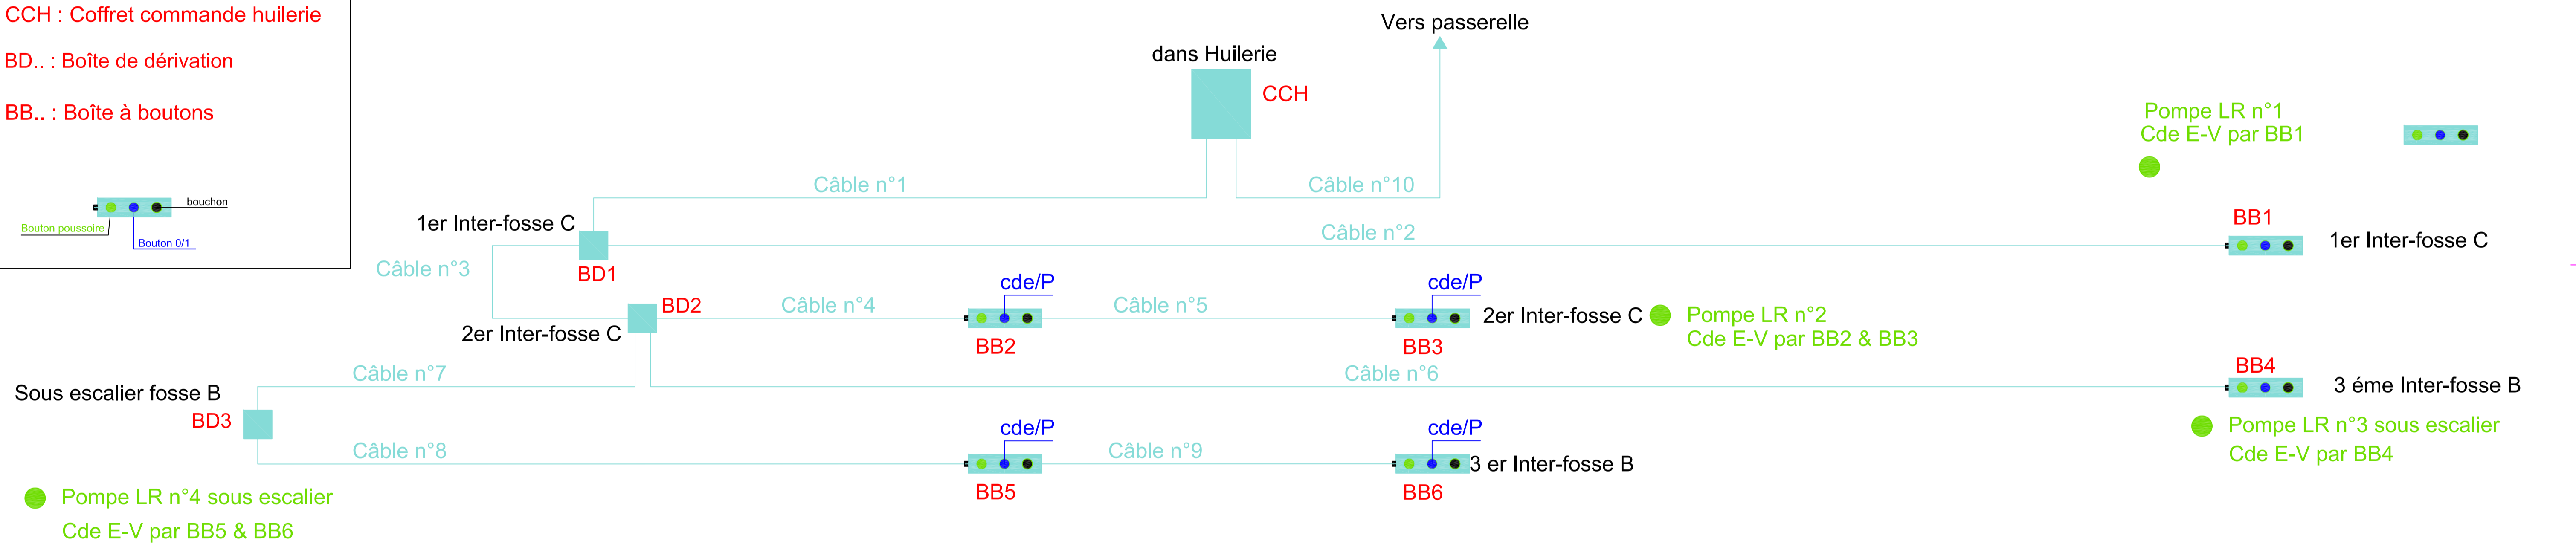 CCH : Coffret commande huilerie
BD.. : Boîte de dérivation
BB.. : Boîte à boutons
bouchon
Bouton poussoire
Bouton 0/1
Vers passerelle
dans Huilerie
CCH
Pompe LR n°1
Cde E-V par BB1
Câble n°1
Câble n°10
1er Inter-fosse C
BD1
Câble n°2
BB1
1er Inter-fosse C
Câble n°3
BD2
2er Inter-fosse C
Câble n°4
cde/P
BB2
Câble n°5
cde/P
BB3
2er Inter-fosse C
Pompe LR n°2
Cde E-V par BB2 & BB3
Câble n°7
Câble n°6
BB4
3 éme Inter-fosse B
Sous escalier fosse B
BD3
Pompe LR n°3 sous escalier
Cde E-V par BB4
Câble n°8
cde/P
BB5
Câble n°9
cde/P
BB6
3 er Inter-fosse B
Pompe LR n°4 sous escalier
Cde E-V par BB5 & BB6